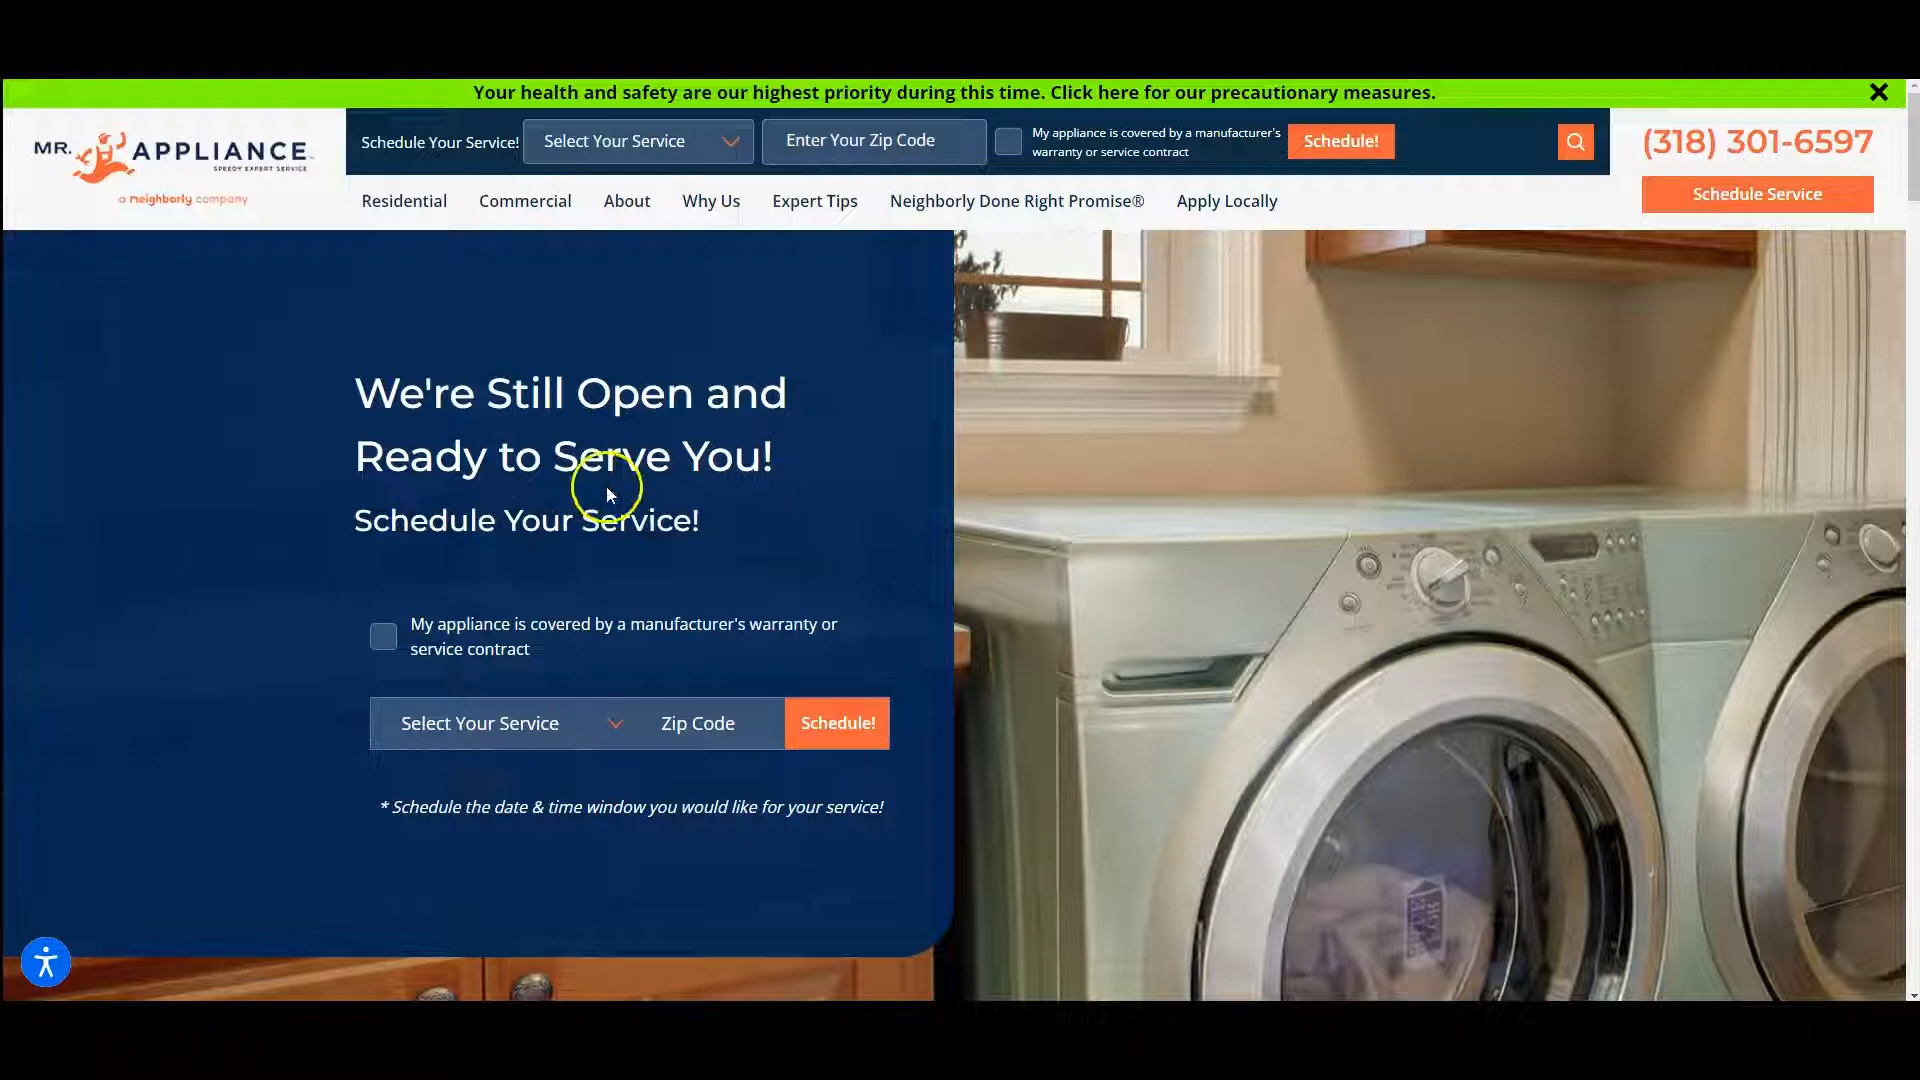 Your health and safety are our highest priority during this time. Click here for our precautionary measures.
MR. APPLIANCE
SPEEDY EXPERT SERVICE
a neighborly company
Schedule Your Service!
Select Your Service
Enter Your Zip Code
My appliance is covered by a manufacturer's
warranty or service contract
Schedule!
(318) 301-6597
Schedule Service
Residential
Commercial
About
Why Us
Expert Tips
Neighborly Done Right Promise®
Apply Locally
We're Still Open and
Ready to Serve You!
Schedule Your Service!
My appliance is covered by a manufacturer's warranty or
service contract
Select Your Service
Zip Code
Schedule!
* Schedule the date & time window you would like for your service!